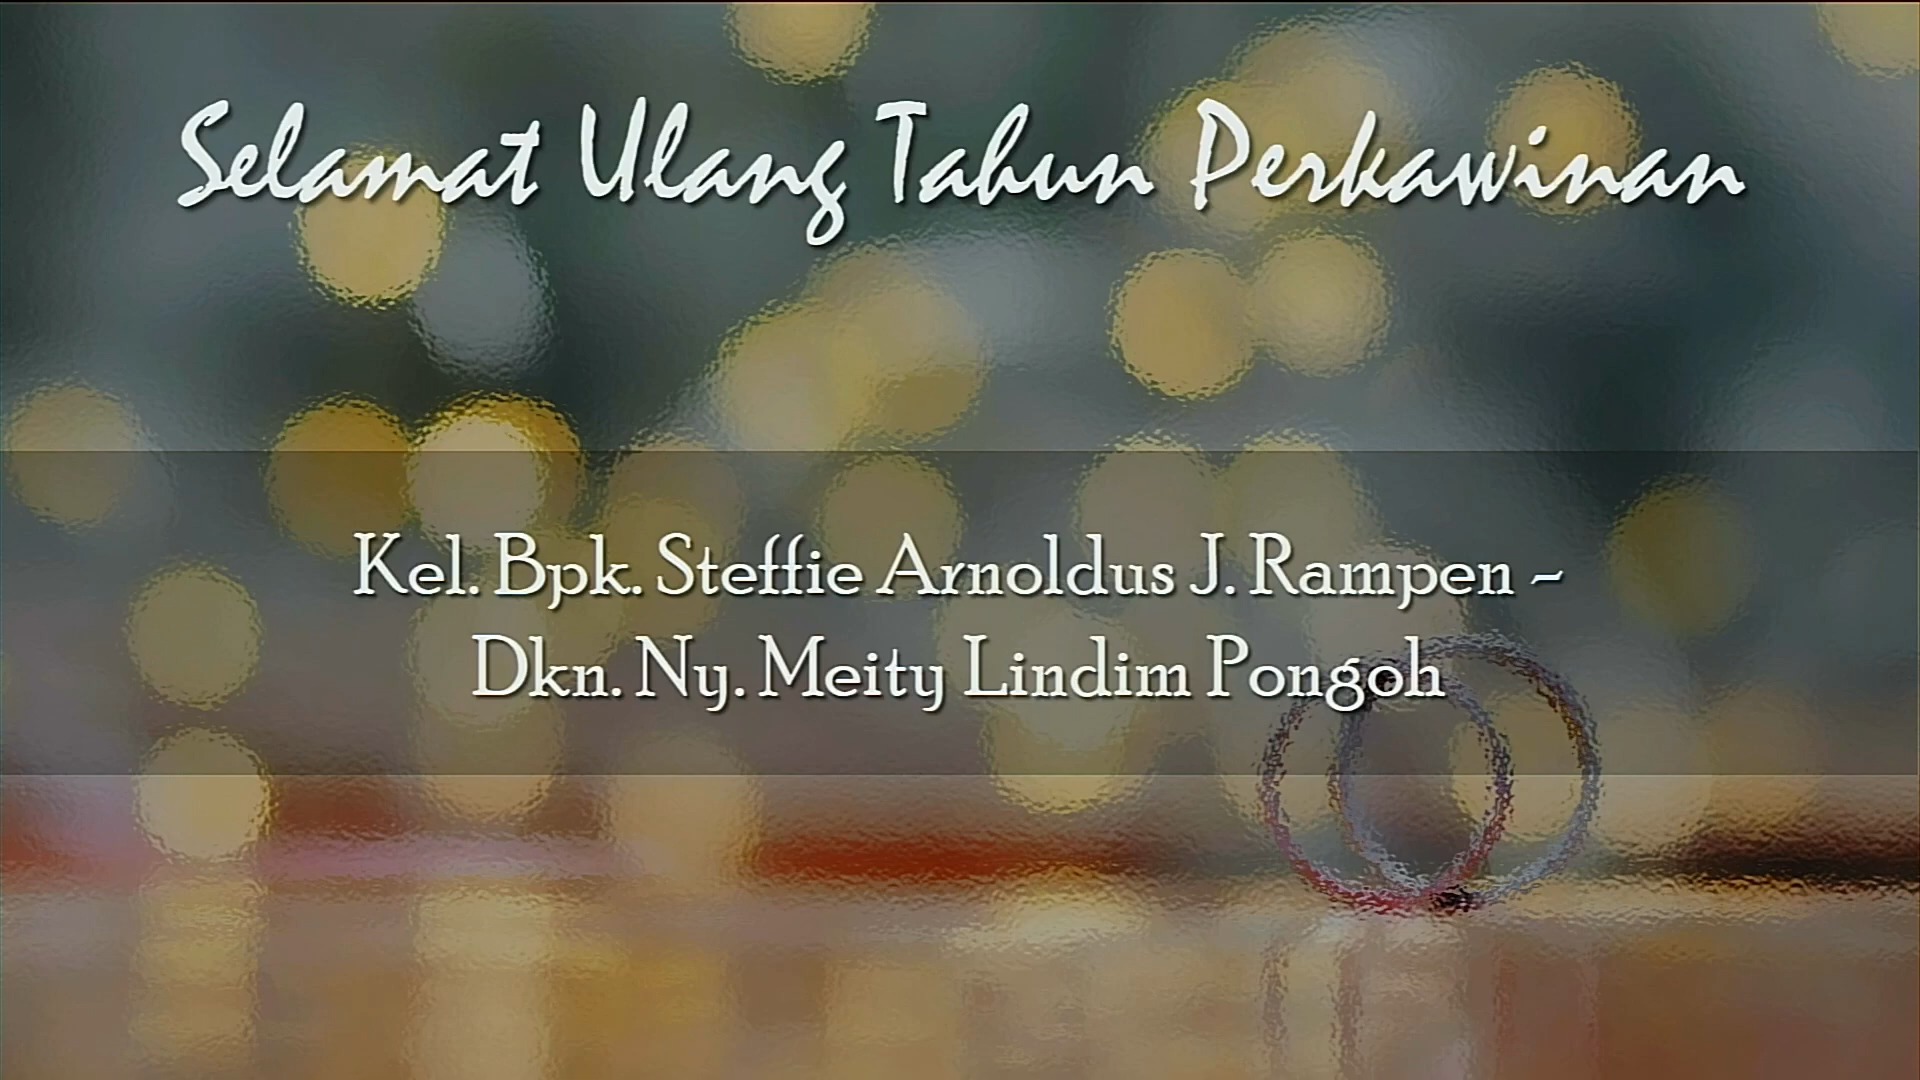 Selamat Ulang Tahun Perkawinan
Kel. Bpk. Steffie Arnoldus J. Rampen -
Dkn. Ny. Meity Lindim Pongoh